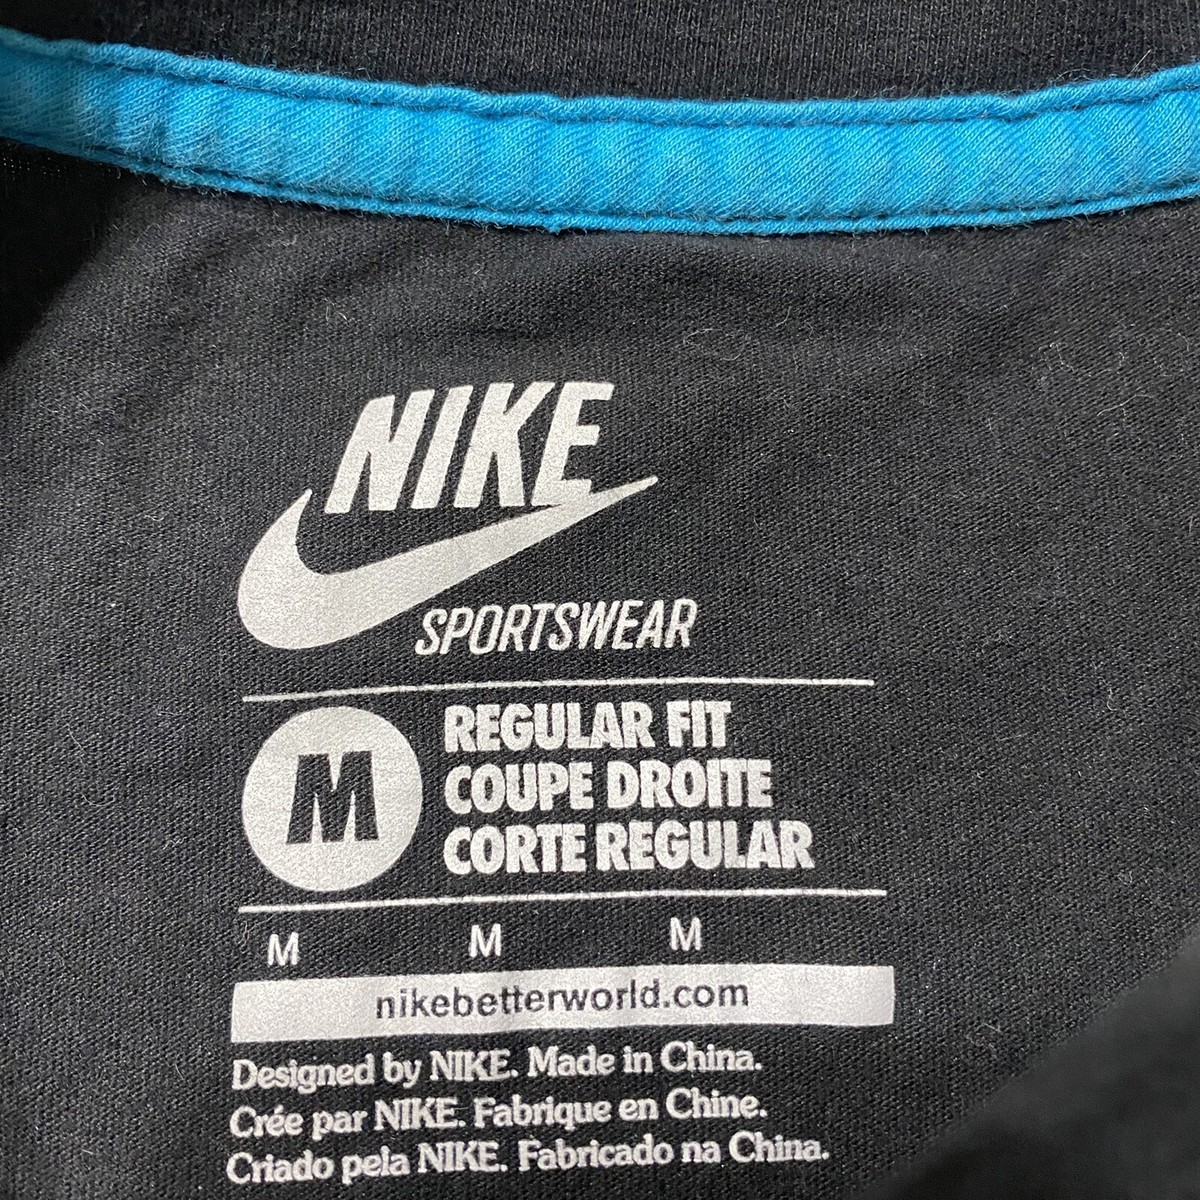 NIKE
SPORTSWEAR
M
REGULAR FIT
COUPE DROITE
CORTE REGULAR
M M M
nikebetterworld.com
Designed by NIKE. Made in China.
Crée par NIKE. Fabrique en Chine.
Criado pela NIKE. Fabricado na China.